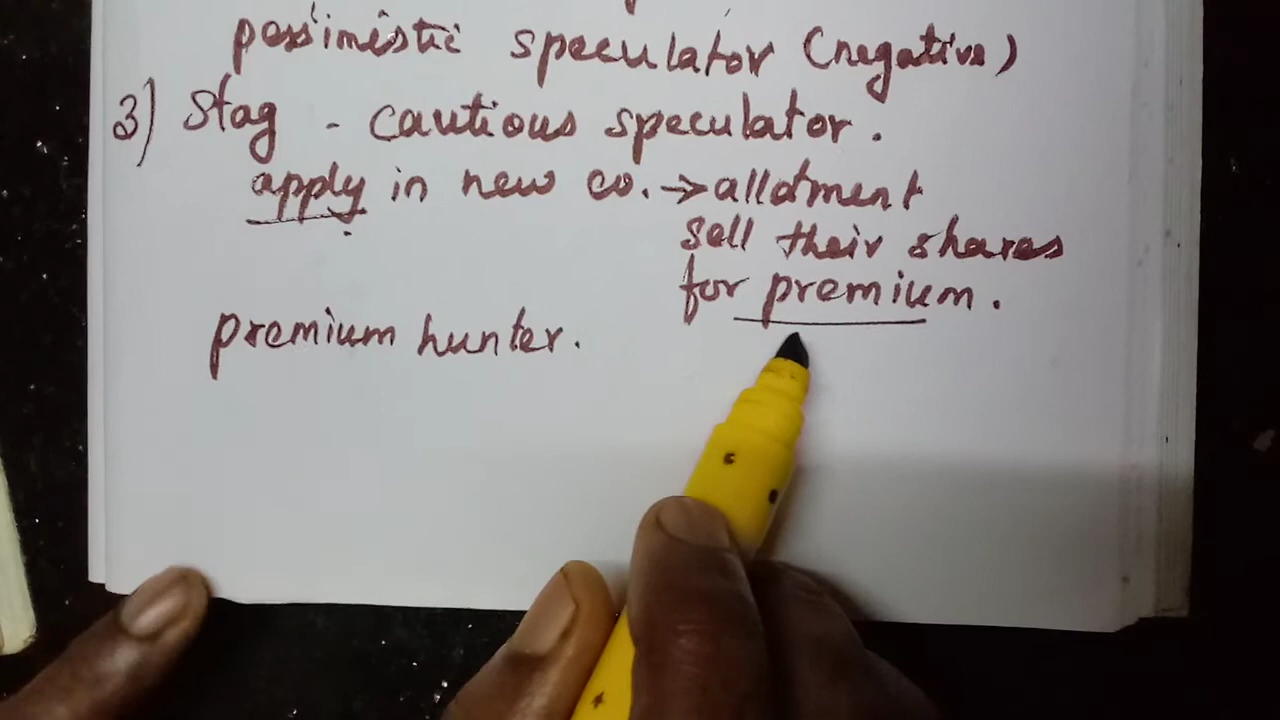 pessimistic speculator (negative)
3) Stag - cautious speculator.
apply in new co. → allotment
sell their shares
for premium.
premium hunter.